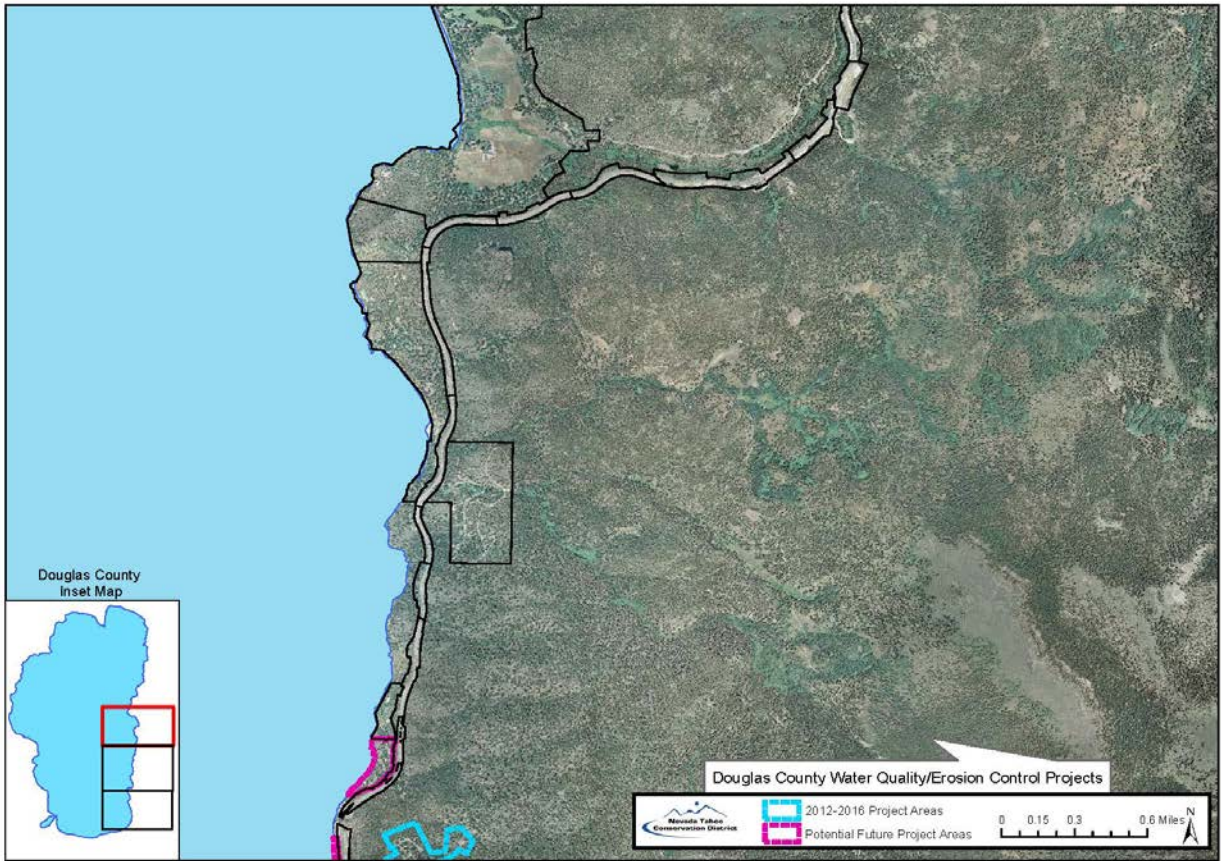 Douglas County
Inset Map
Douglas County Water Quality/Erosion Control Projects
Nevada Tahoe
Conservation District
2012-2016 Project Areas
Potential Future Project Areas
0 0.15 0.3 0.6 Miles
N